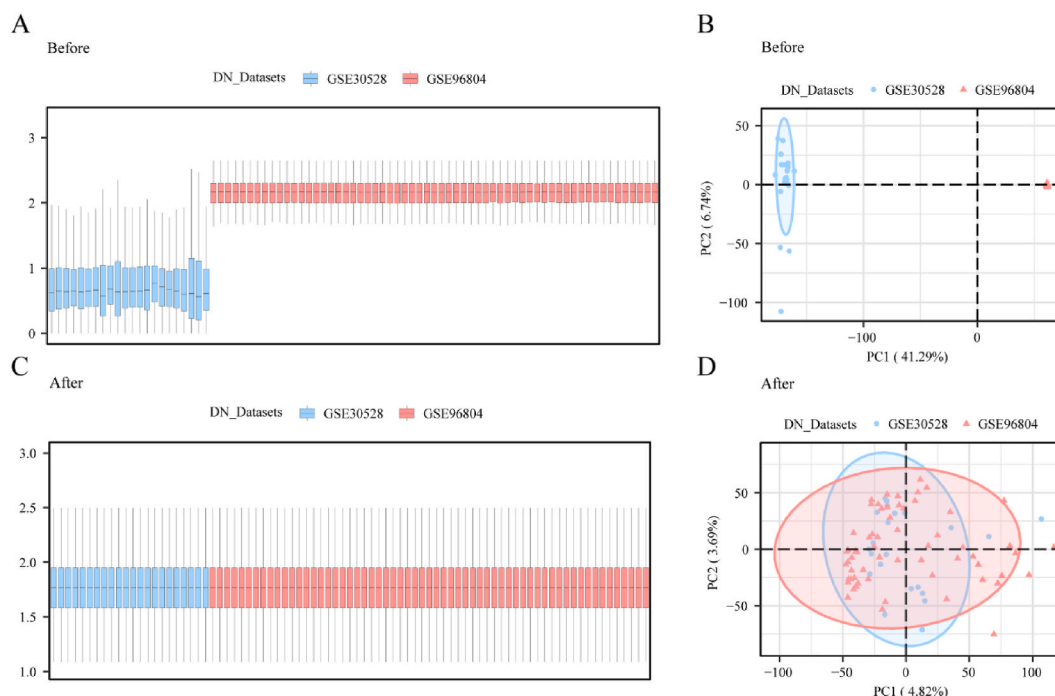 A
Before
DN_Datasets GSE30528 GSE96804
3
2
1
0
B
Before
DN_Datasets GSE30528 GSE96804
50
0
−50
−100
PC2 ( 6.74%)
−100 0
PC1 ( 41.29%)
C
After
DN_Datasets GSE30528 GSE96804
3.0
2.5
2.0
1.5
1.0
D
After
DN_Datasets GSE30528 GSE96804
50
0
−50
PC2 ( 3.69%)
−100 −50 0 50 100
PC1 ( 4.82%)